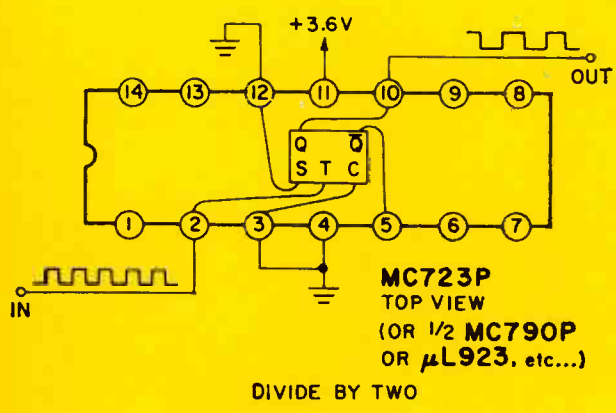 +3.6V
OUT
14 13 12 11 10 9 8
Q Q̅
S T C
1 2 3 4 5 6 7
IN
MC723P
TOP VIEW
(OR 1/2 MC790P
OR μL923, etc...)
DIVIDE BY TWO